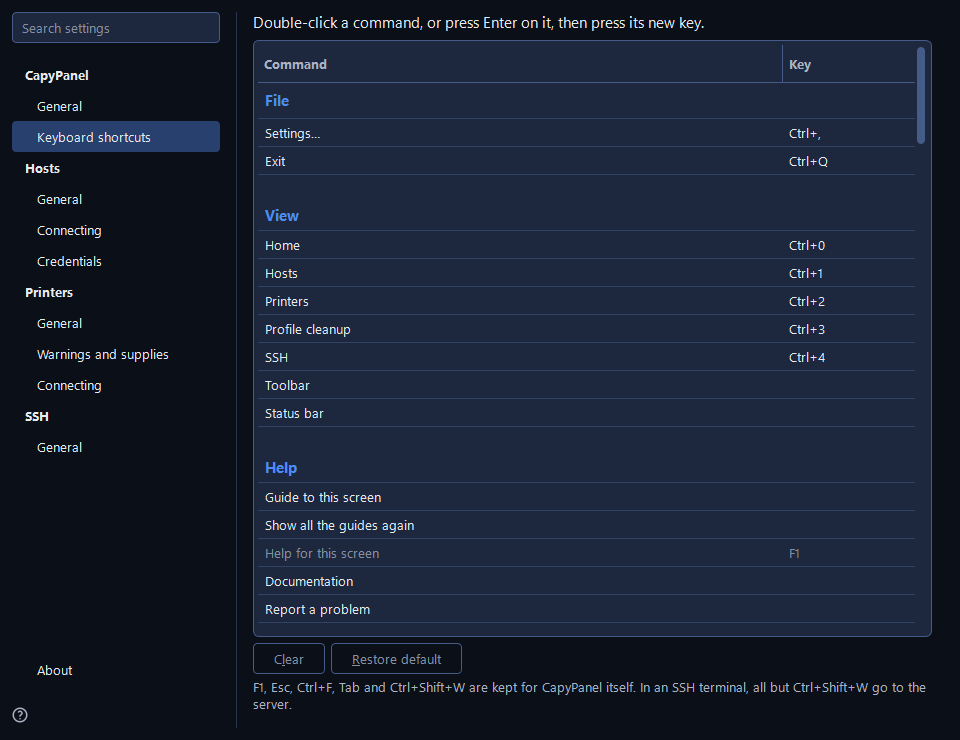 Search settings
CapyPanel
General
Keyboard shortcuts
Hosts
General
Connecting
Credentials
Printers
General
Warnings and supplies
Connecting
SSH
General
About
Double-click a command, or press Enter on it, then press its new key.
Command Key
File
Settings... Ctrl+,
Exit Ctrl+Q
View
Home Ctrl+0
Hosts Ctrl+1
Printers Ctrl+2
Profile cleanup Ctrl+3
SSH Ctrl+4
Toolbar
Status bar
Help
Guide to this screen
Show all the guides again
Help for this screen F1
Documentation
Report a problem
Clear Restore default
F1, Esc, Ctrl+F, Tab and Ctrl+Shift+W are kept for CapyPanel itself. In an SSH terminal, all but Ctrl+Shift+W go to the
server.